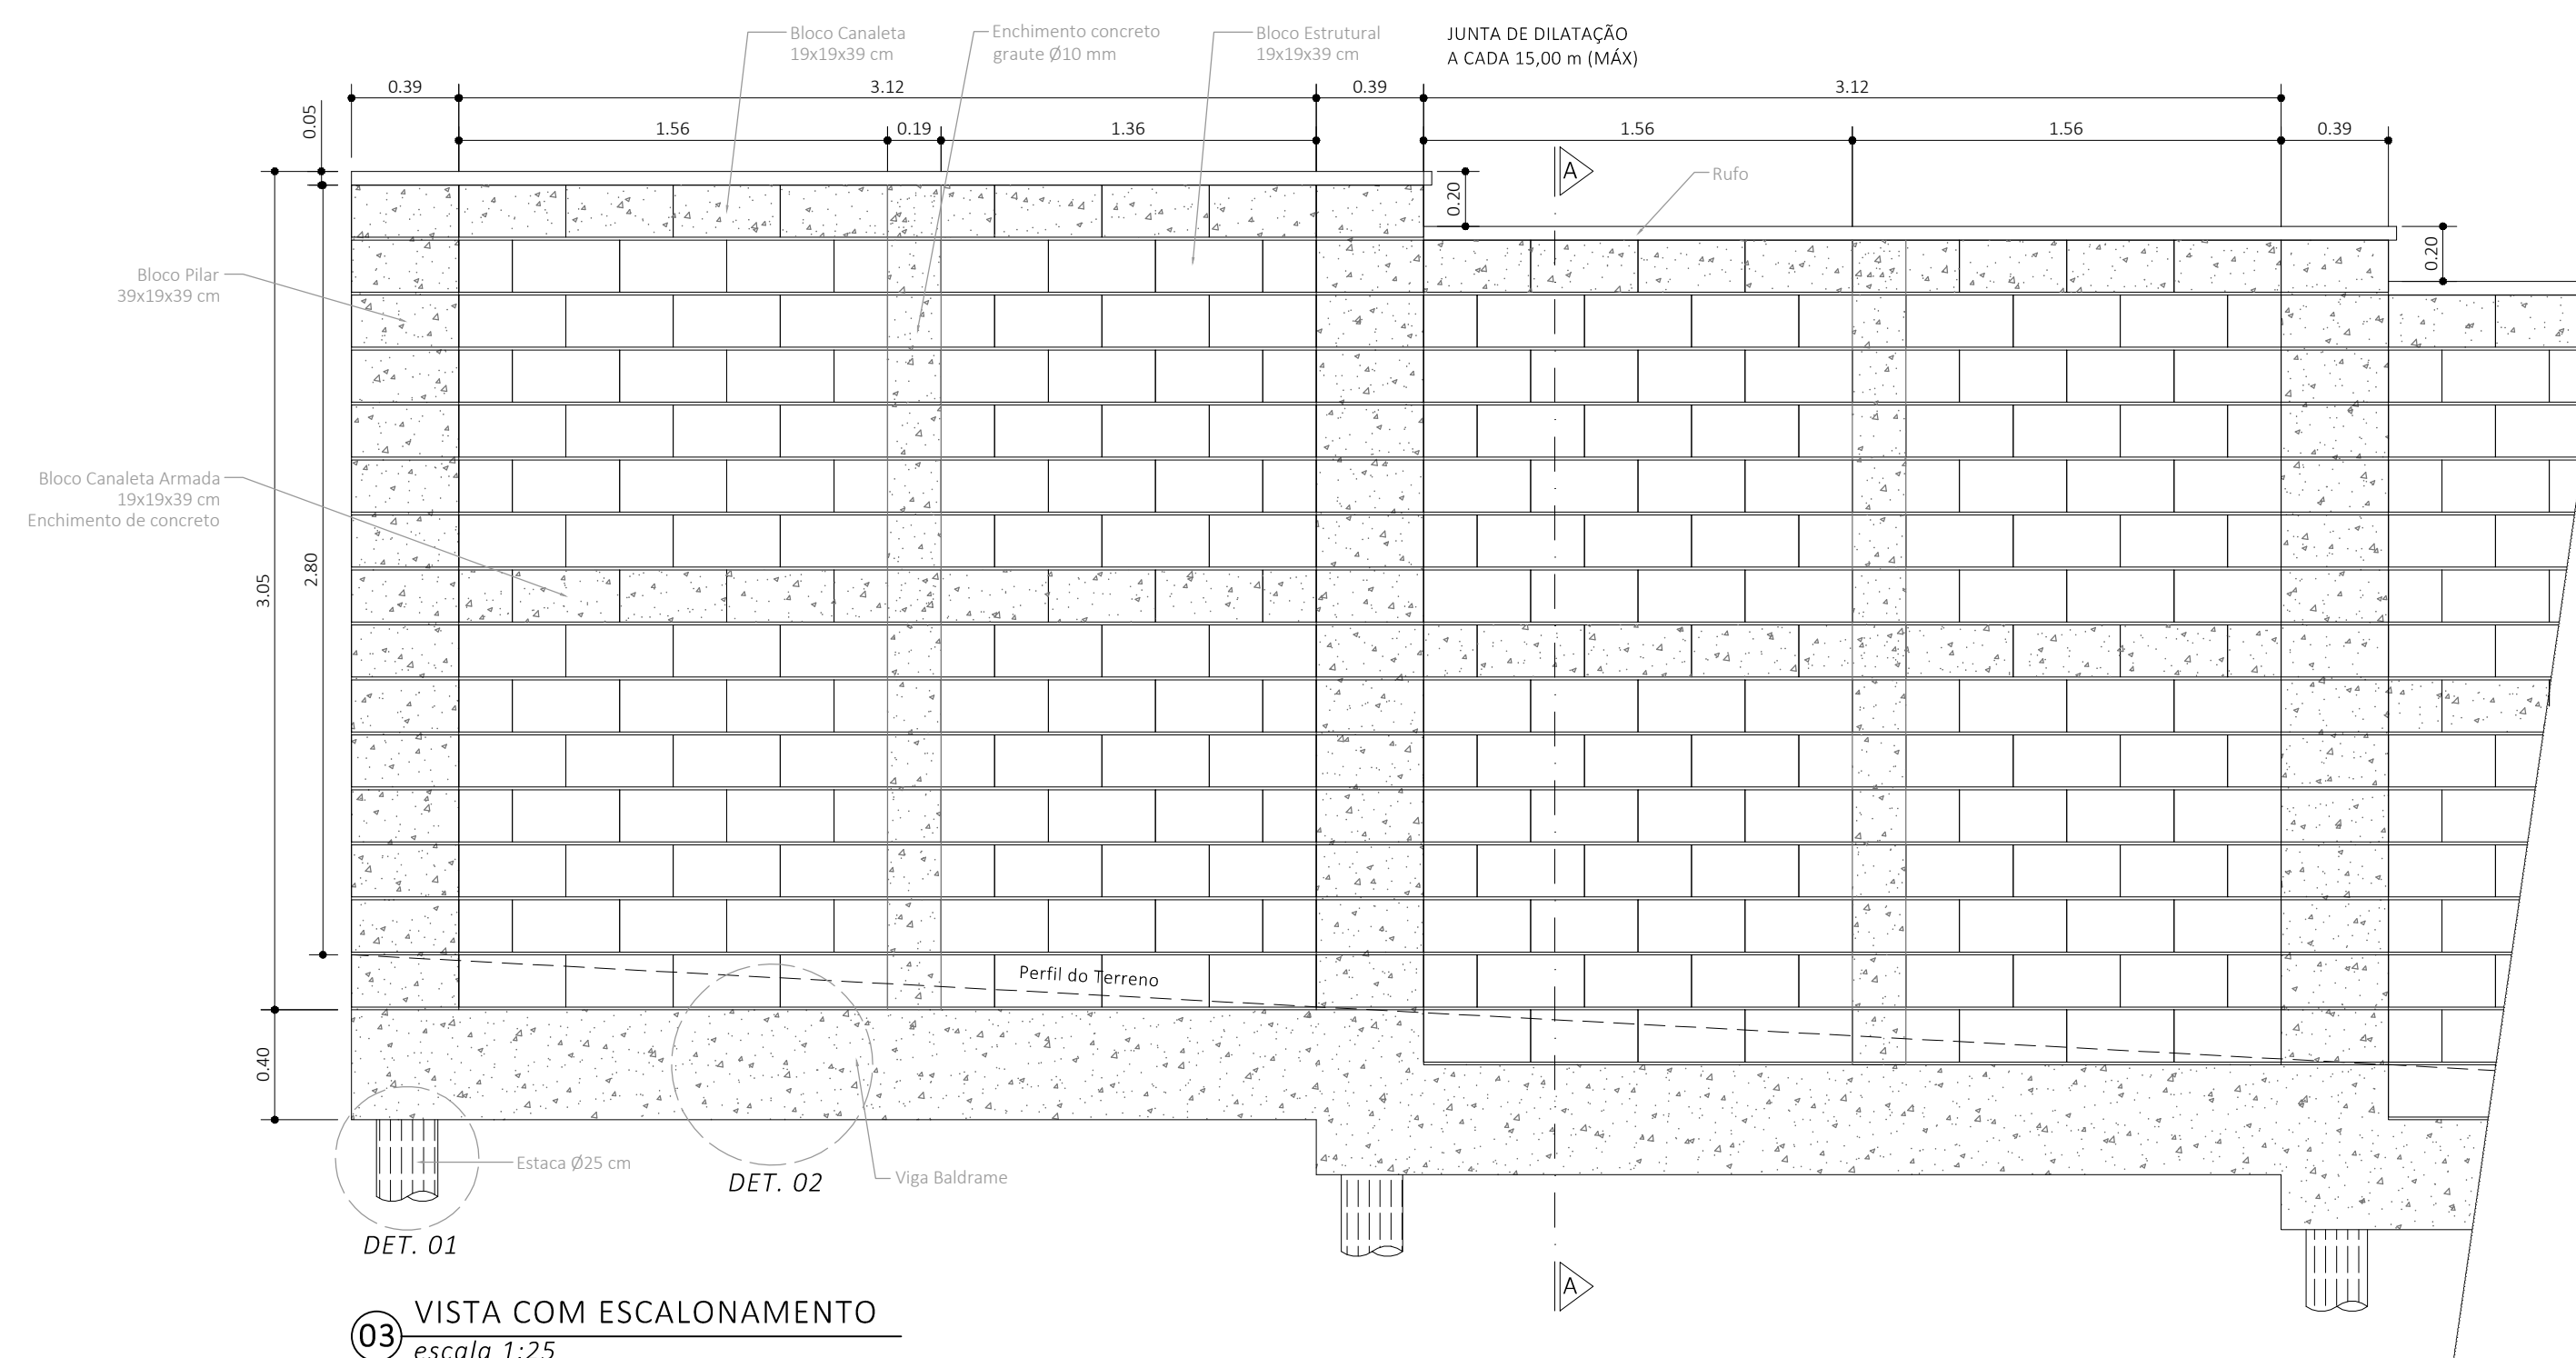 Bloco Canaleta
19x19x39 cm
Enchimento concreto
graute Ø10 mm
Bloco Estrutural
19x19x39 cm
JUNTA DE DILATAÇÃO
A CADA 15,00 m (MÁX)
0.39
3.12
0.39
3.12
0.05
1.56
0.19
1.36
1.56
1.56
0.39
A
Rufo
0.20
0.20
Bloco Pilar
39x19x39 cm
Bloco Canaleta Armada
19x19x39 cm
Enchimento de concreto
3.05
2.80
Perfil do Terreno
0.40
Estaca Ø25 cm
DET. 02
Viga Baldrame
DET. 01
A
03
VISTA COM ESCALONAMENTO
escala 1:25